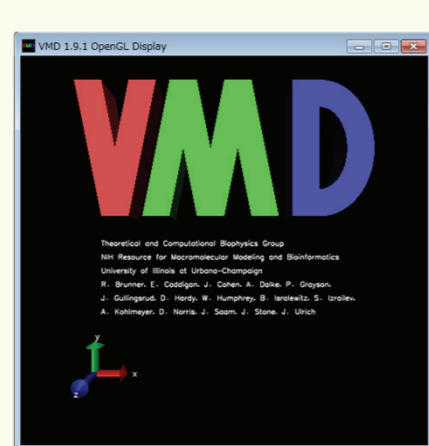 VMD 1.9.1 OpenGL Display
VMD
Theoretical and Computational Biophysics Group
NIH Resource for Macromolecular Modeling and Bioinformatics
University of Illinois at Urbana-Champaign
R. Brunner, E. Caddigan, J. Cohen, A. Dalke, P. Grayson,
J. Gullingsrud, D. Hardy, W. Humphrey, B. Isralewitz, S. Izrailev,
A. Kohlmeyer, D. Norris, J. Saam, J. Stone, J. Ulrich
y
x
z